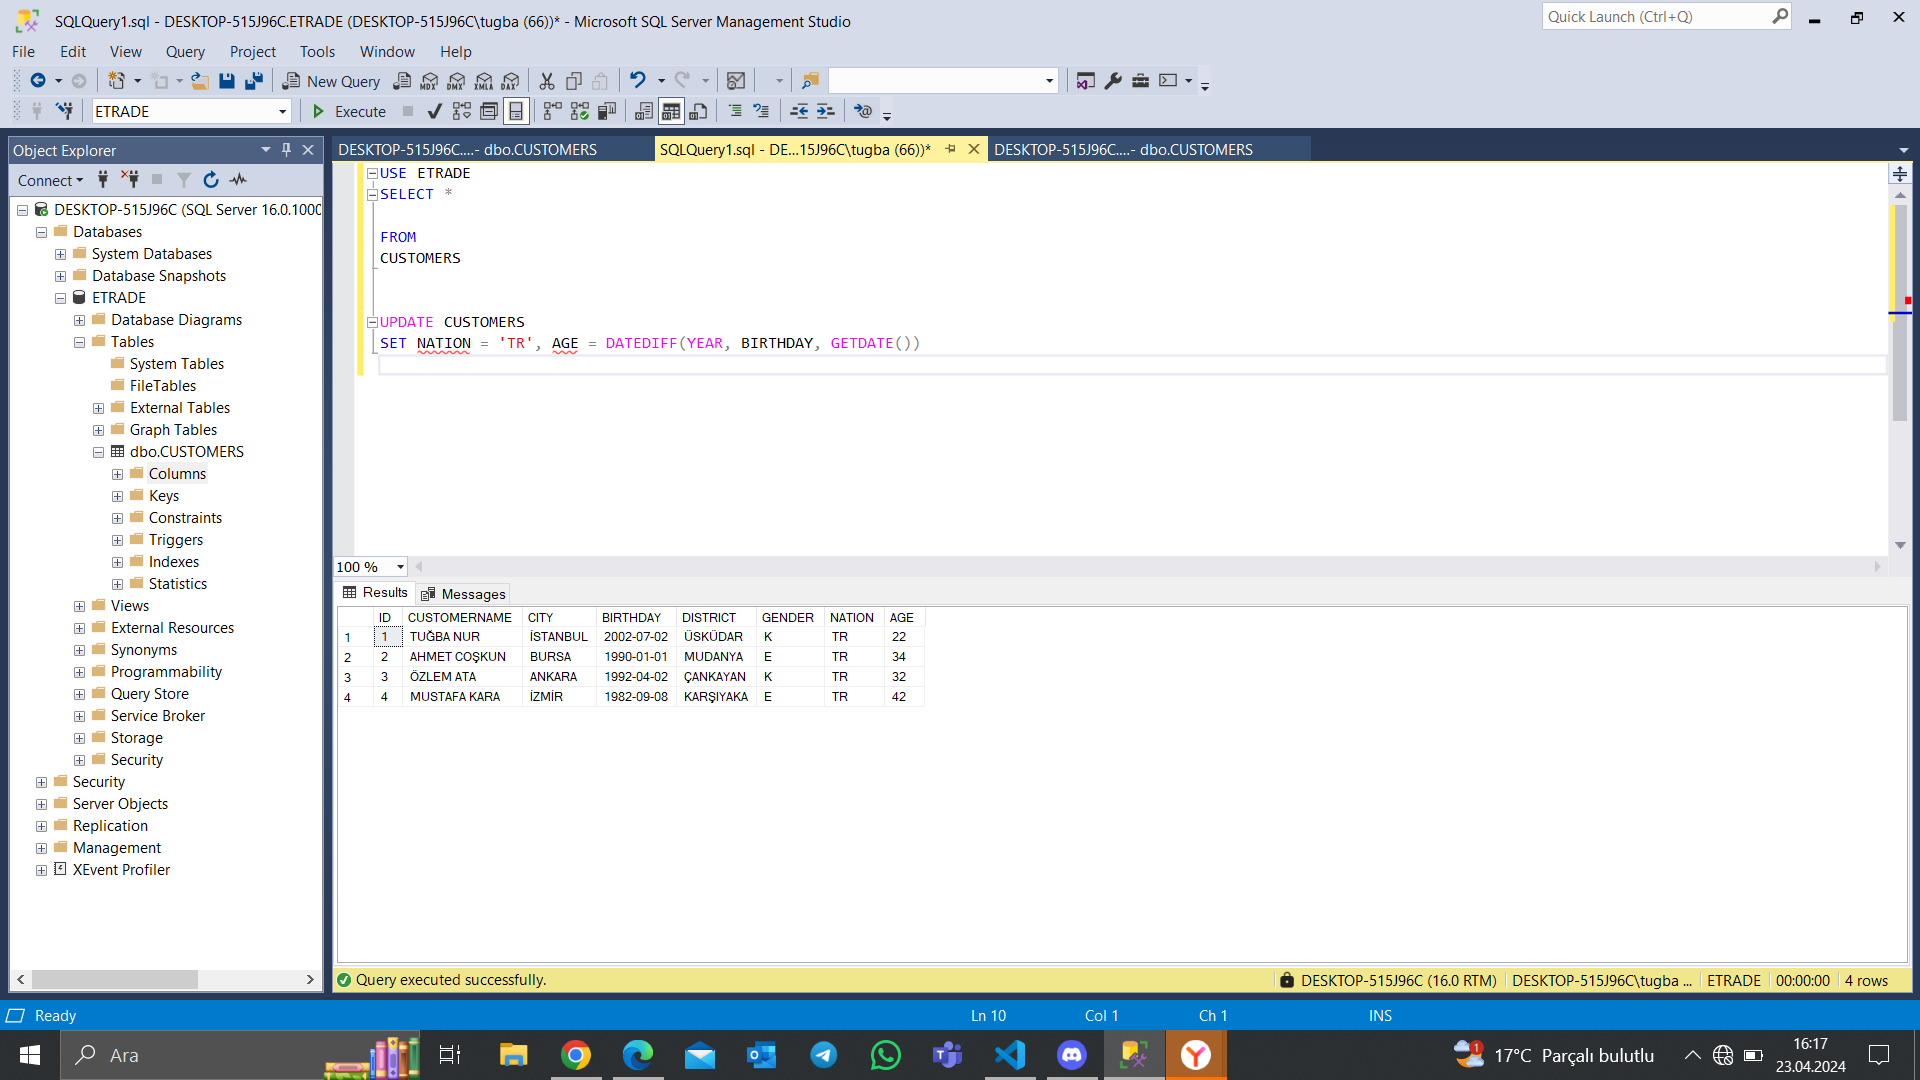 SQLQuery1.sql - DESKTOP-515J96C.ETRADE (DESKTOP-515J96C\tugba (66))* - Microsoft SQL Server Management Studio
Quick Launch (Ctrl+Q)
File Edit View Query Project Tools Window Help
New Query MDX DMX XMLA DAX
ETRADE Execute
Object Explorer
Connect
DESKTOP-515J96C (SQL Server 16.0.1000
Databases
System Databases
Database Snapshots
ETRADE
Database Diagrams
Tables
System Tables
FileTables
External Tables
Graph Tables
dbo.CUSTOMERS
Columns
Keys
Constraints
Triggers
Indexes
Statistics
Views
External Resources
Synonyms
Programmability
Query Store
Service Broker
Storage
Security
Security
Server Objects
Replication
Management
XEvent Profiler
DESKTOP-515J96C....- dbo.CUSTOMERS
SQLQuery1.sql - DE...15J96C\tugba (66))*
DESKTOP-515J96C....- dbo.CUSTOMERS
USE ETRADE
SELECT *
FROM
CUSTOMERS
UPDATE CUSTOMERS
SET NATION = 'TR', AGE = DATEDIFF(YEAR, BIRTHDAY, GETDATE())
100 %
Results Messages
ID CUSTOMERNAME CITY BIRTHDAY DISTRICT GENDER NATION AGE
1 1 TUĞBA NUR İSTANBUL 2002-07-02 ÜSKÜDAR K TR 22
2 2 AHMET COŞKUN BURSA 1990-01-01 MUDANYA E TR 34
3 3 ÖZLEM ATA ANKARA 1992-04-02 ÇANKAYAN K TR 32
4 4 MUSTAFA KARA İZMİR 1982-09-08 KARŞIYAKA E TR 42
Query executed successfully.
DESKTOP-515J96C (16.0 RTM) DESKTOP-515J96C\tugba ... ETRADE 00:00:00 4 rows
Ready Ln 10 Col 1 Ch 1 INS
Ara
1 17°C Parçalı bulutlu
16:17
23.04.2024